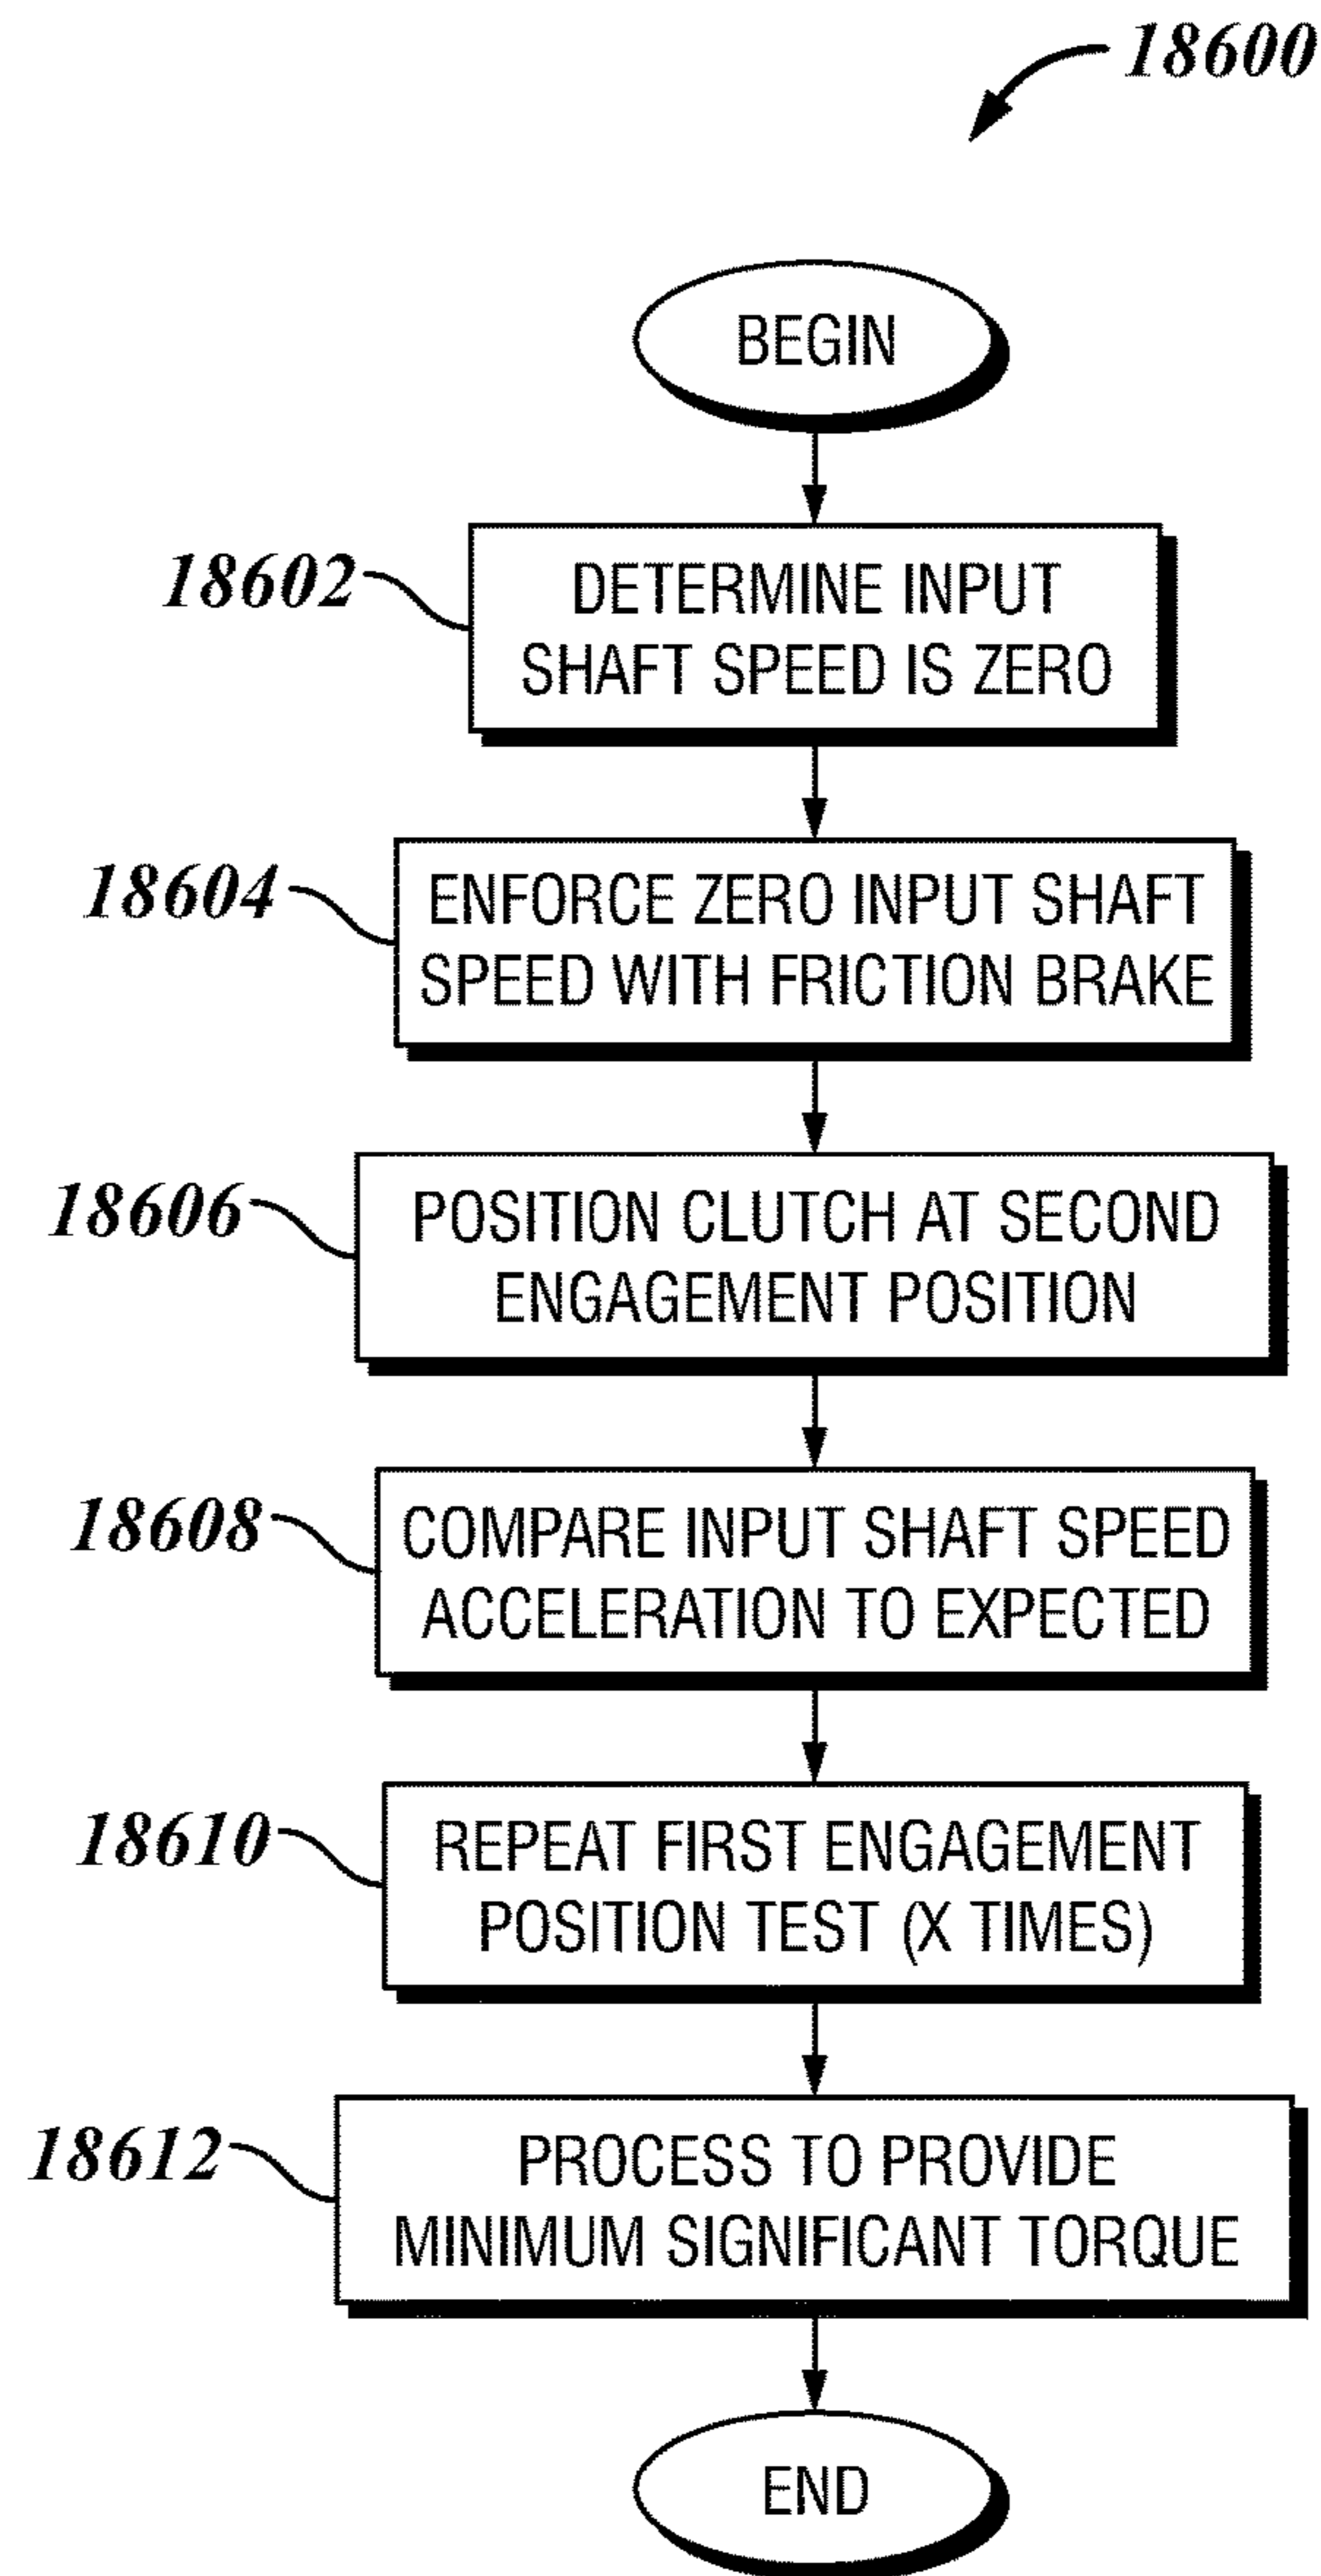 18600
BEGIN
18602
DETERMINE INPUT
SHAFT SPEED IS ZERO
18604
ENFORCE ZERO INPUT SHAFT
SPEED WITH FRICTION BRAKE
18606
POSITION CLUTCH AT SECOND
ENGAGEMENT POSITION
18608
COMPARE INPUT SHAFT SPEED
ACCELERATION TO EXPECTED
18610
REPEAT FIRST ENGAGEMENT
POSITION TEST (X TIMES)
18612
PROCESS TO PROVIDE
MINIMUM SIGNIFICANT TORQUE
END